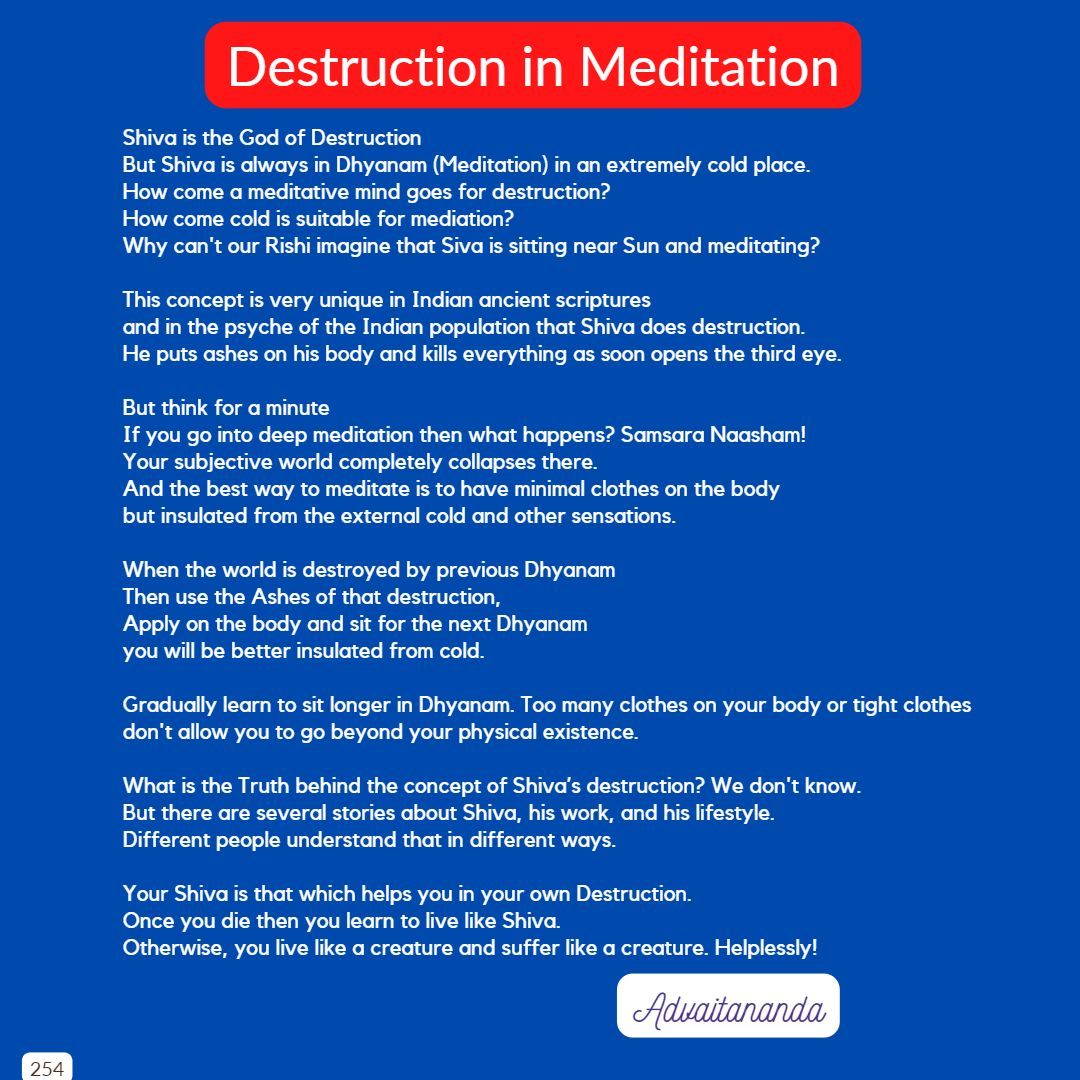 Destruction in Meditation
Shiva is the God of Destruction
But Shiva is always in Dhyanam (Meditation) in an extremely cold place.
How come a meditative mind goes for destruction?
How come cold is suitable for mediation?
Why can't our Rishi imagine that Siva is sitting near Sun and meditating?
This concept is very unique in Indian ancient scriptures
and in the psyche of the Indian population that Shiva does destruction.
He puts ashes on his body and kills everything as soon opens the third eye.
But think for a minute
If you go into deep meditation then what happens? Samsara Naasham!
Your subjective world completely collapses there.
And the best way to meditate is to have minimal clothes on the body
but insulated from the external cold and other sensations.
When the world is destroyed by previous Dhyanam
Then use the Ashes of that destruction,
Apply on the body and sit for the next Dhyanam
you will be better insulated from cold.
Gradually learn to sit longer in Dhyanam. Too many clothes on your body or tight clothes
don't allow you to go beyond your physical existence.
What is the Truth behind the concept of Shiva's destruction? We don't know.
But there are several stories about Shiva, his work, and his lifestyle.
Different people understand that in different ways.
Your Shiva is that which helps you in your own Destruction.
Once you die then you learn to live like Shiva.
Otherwise, you live like a creature and suffer like a creature. Helplessly!
Advaitananda
254